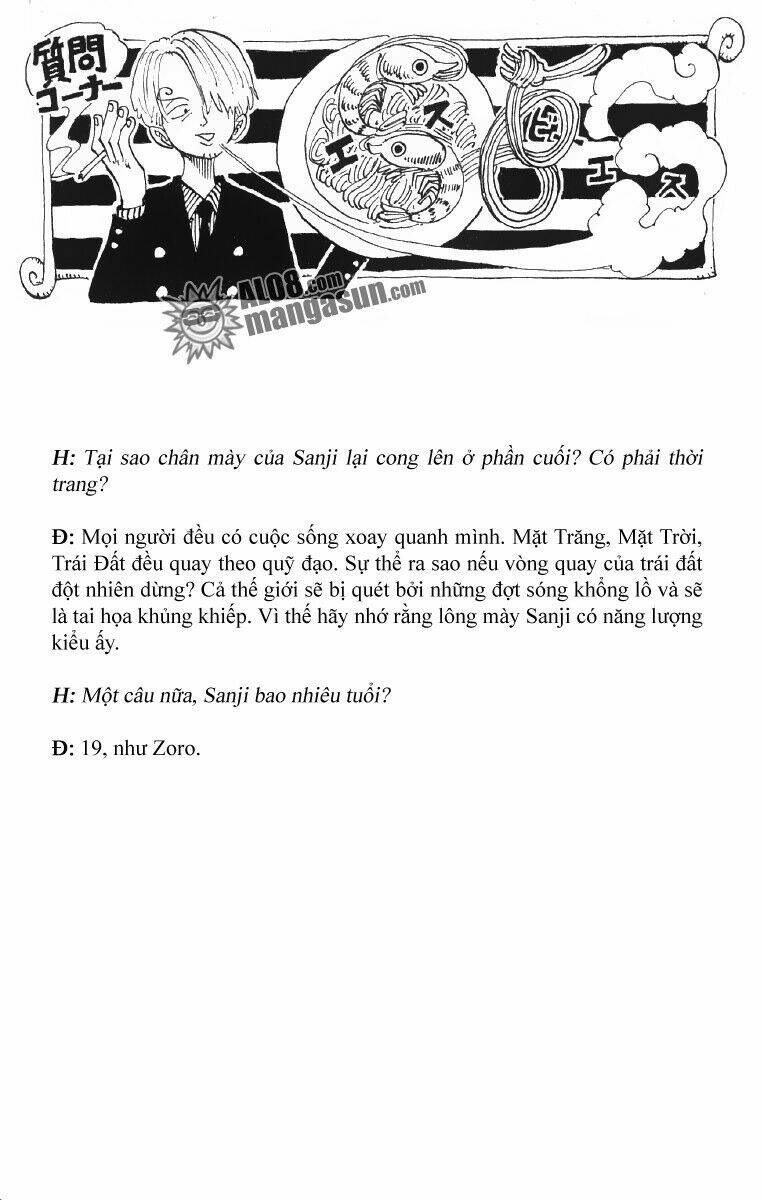 質問
コーナー
エス
ビー
エス
AI08.com
mangasun.com
H: Tại sao chân mày của Sanji lại cong lên ở phần cuối? Có phải thời
trang?
Đ: Mọi người đều có cuộc sống xoay quanh mình. Mặt Trăng, Mặt Trời,
Trái Đất đều quay theo quỹ đạo. Sự thể ra sao nếu vòng quay của trái đất
đột nhiên dừng? Cả thế giới sẽ bị quét bởi những đợt sóng khổng lồ và sẽ
là tai họa khủng khiếp. Vì thế hãy nhớ rằng lông mày Sanji có năng lượng
kiểu ấy.
H: Một câu nữa, Sanji bao nhiêu tuổi?
Đ: 19, như Zoro.